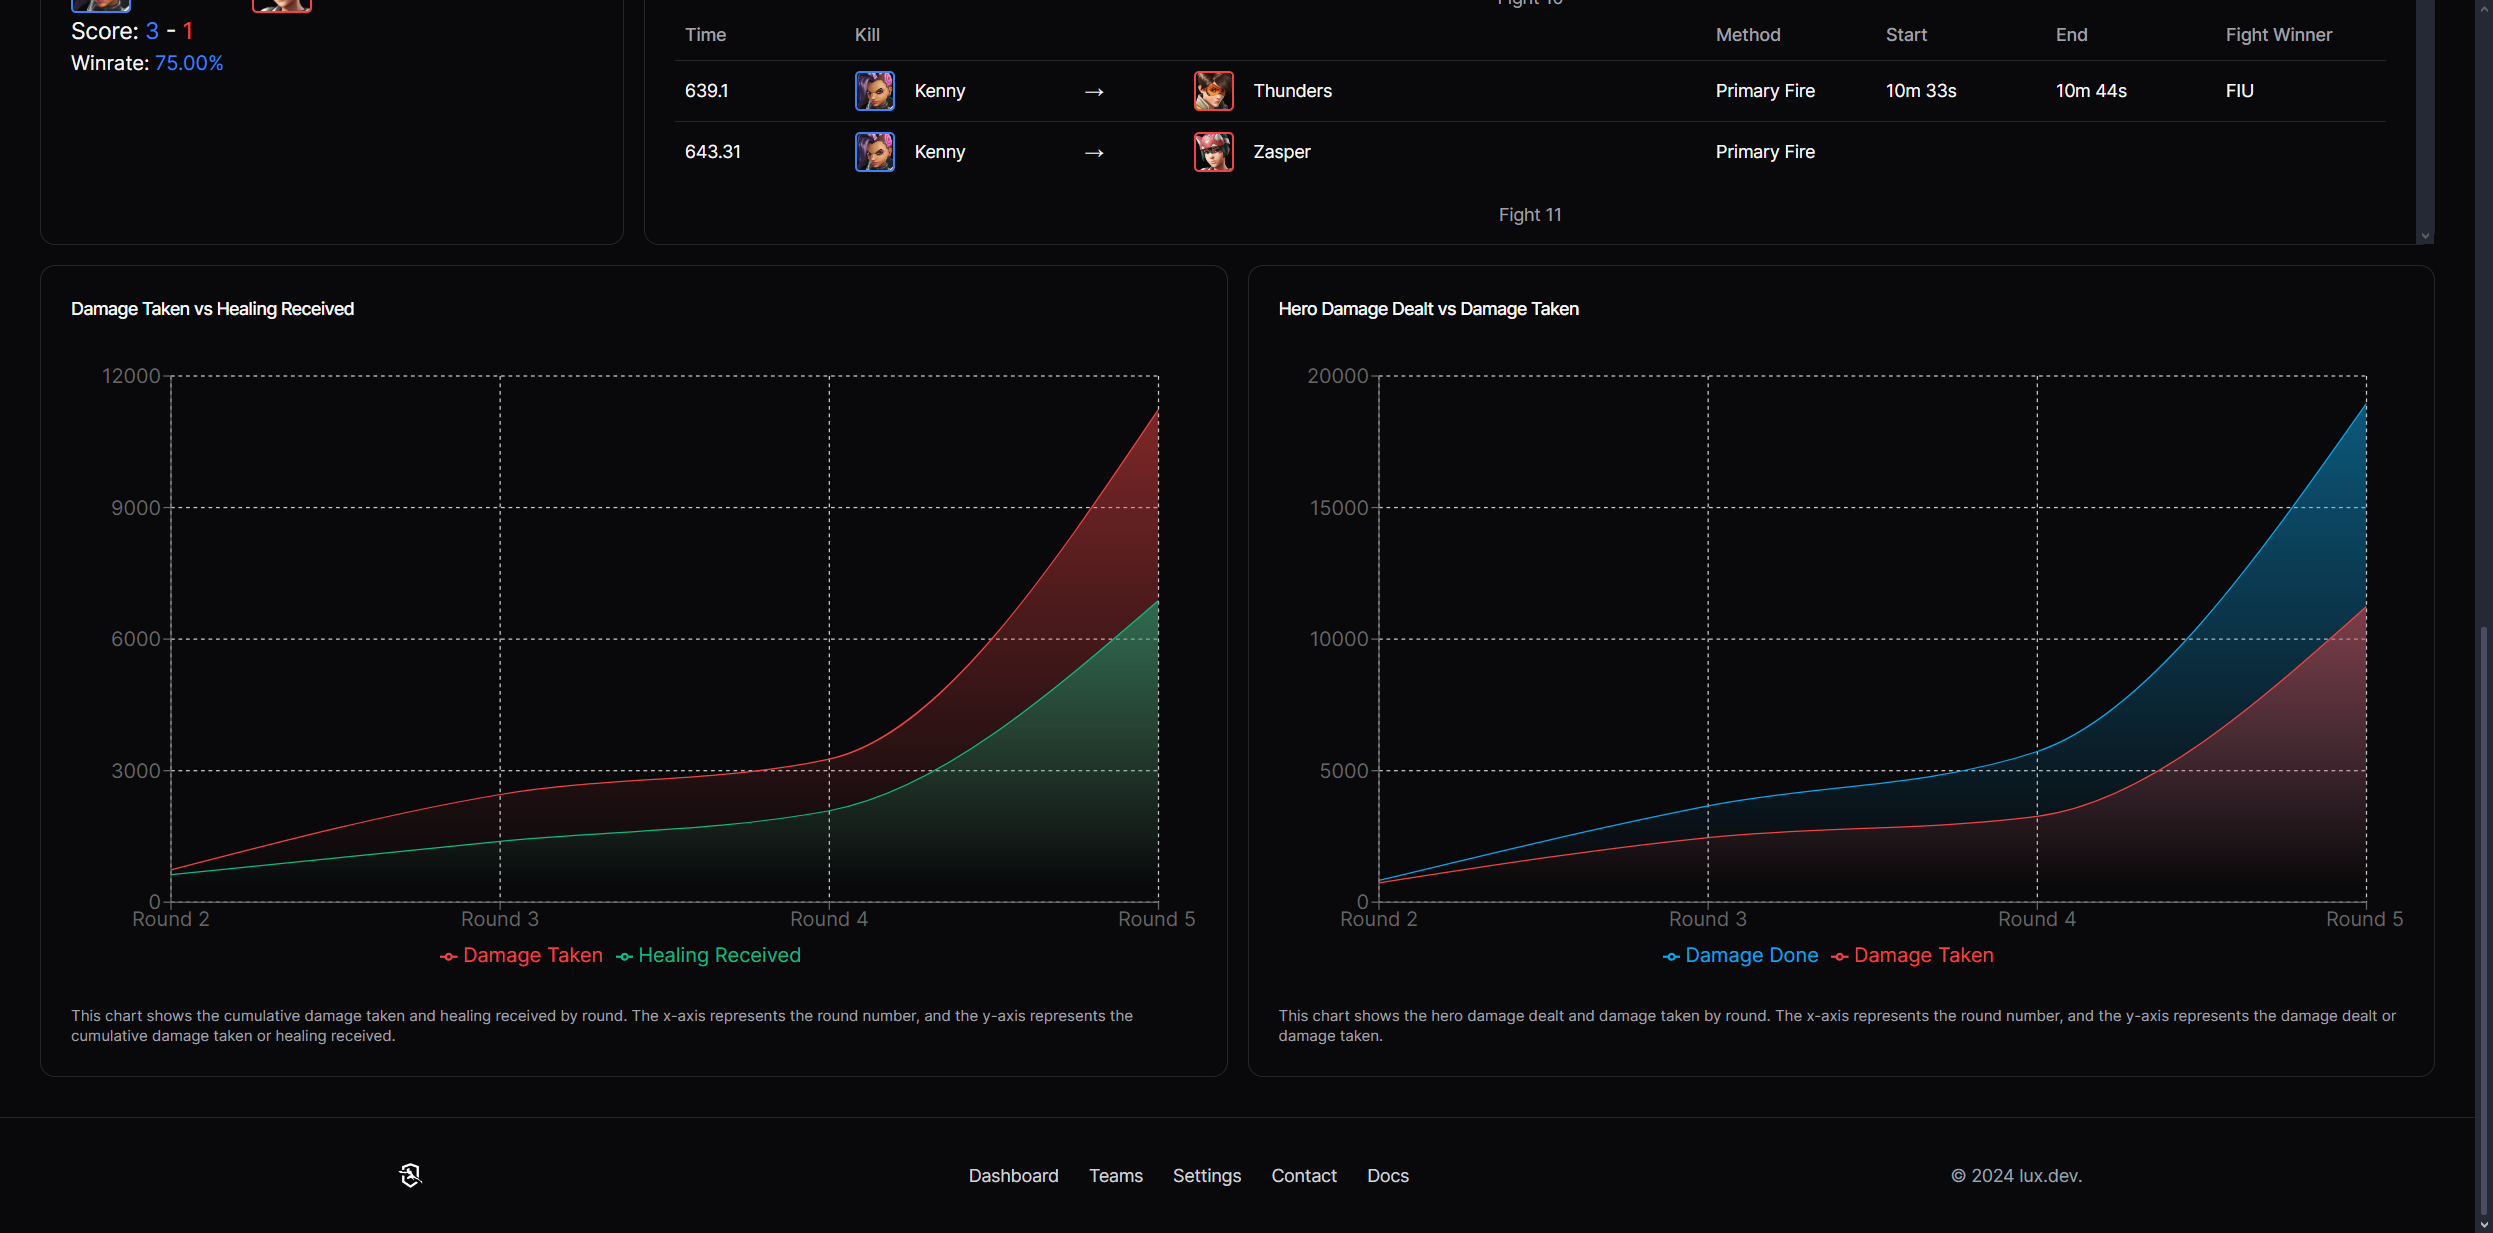 Score: 3 - 1
Winrate: 75.00%
Fight 10
Time Kill Method Start End Fight Winner
639.1 Kenny → Thunders Primary Fire 10m 33s 10m 44s FIU
643.31 Kenny → Zasper Primary Fire
Fight 11
Damage Taken vs Healing Received
12000
9000
6000
3000
0
Round 2 Round 3 Round 4 Round 5
Damage Taken Healing Received
This chart shows the cumulative damage taken and healing received by round. The x-axis represents the round number, and the y-axis represents the
cumulative damage taken or healing received.
Hero Damage Dealt vs Damage Taken
20000
15000
10000
5000
0
Round 2 Round 3 Round 4 Round 5
Damage Done Damage Taken
This chart shows the hero damage dealt and damage taken by round. The x-axis represents the round number, and the y-axis represents the damage dealt or
damage taken.
Dashboard Teams Settings Contact Docs
© 2024 lux.dev.